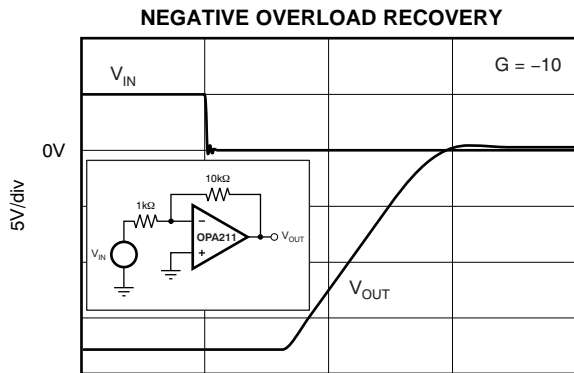 NEGATIVE OVERLOAD RECOVERY
V_IN
G = −10
0V
5V/div
10kΩ
1kΩ
−
OPA211
+
V_OUT
V_IN
V_OUT